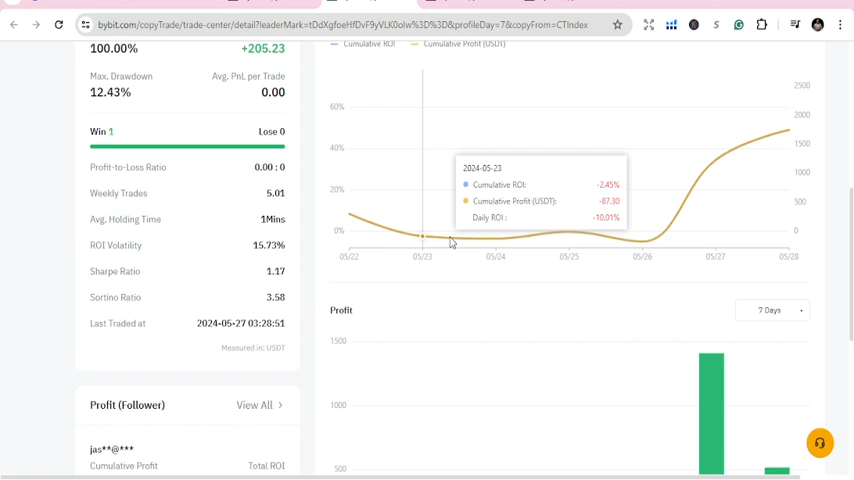 bybit.com/copyTrade/trade-center/detail?leaderMark=tDdXgfoeHfDvF9yVLK0oIw%3D%3D&profileDay=7&copyFrom=CTIndex
100.00%
+205.23
Max. Drawdown
Avg. PnL per Trade
12.43%
0.00
Win 1
Lose 0
Profit-to-Loss Ratio
0.00 : 0
Weekly Trades
5.01
Avg. Holding Time
1Mins
ROI Volatility
15.73%
Sharpe Ratio
1.17
Sortino Ratio
3.58
Last Traded at
2024-05-27 03:28:51
Measured in: USDT
Profit (Follower)
View All
jas**@***
Cumulative Profit
Total ROI
Cumulative ROI
Cumulative Profit (USDT)
2500
60%
2000
40%
1500
1000
20%
500
0%
0
2024-05-23
Cumulative ROI:
-2.45%
Cumulative Profit (USDT):
-87.30
Daily ROI :
-10.01%
05/22
05/23
05/24
05/25
05/26
05/27
05/28
Profit
7 Days
1500
1000
500